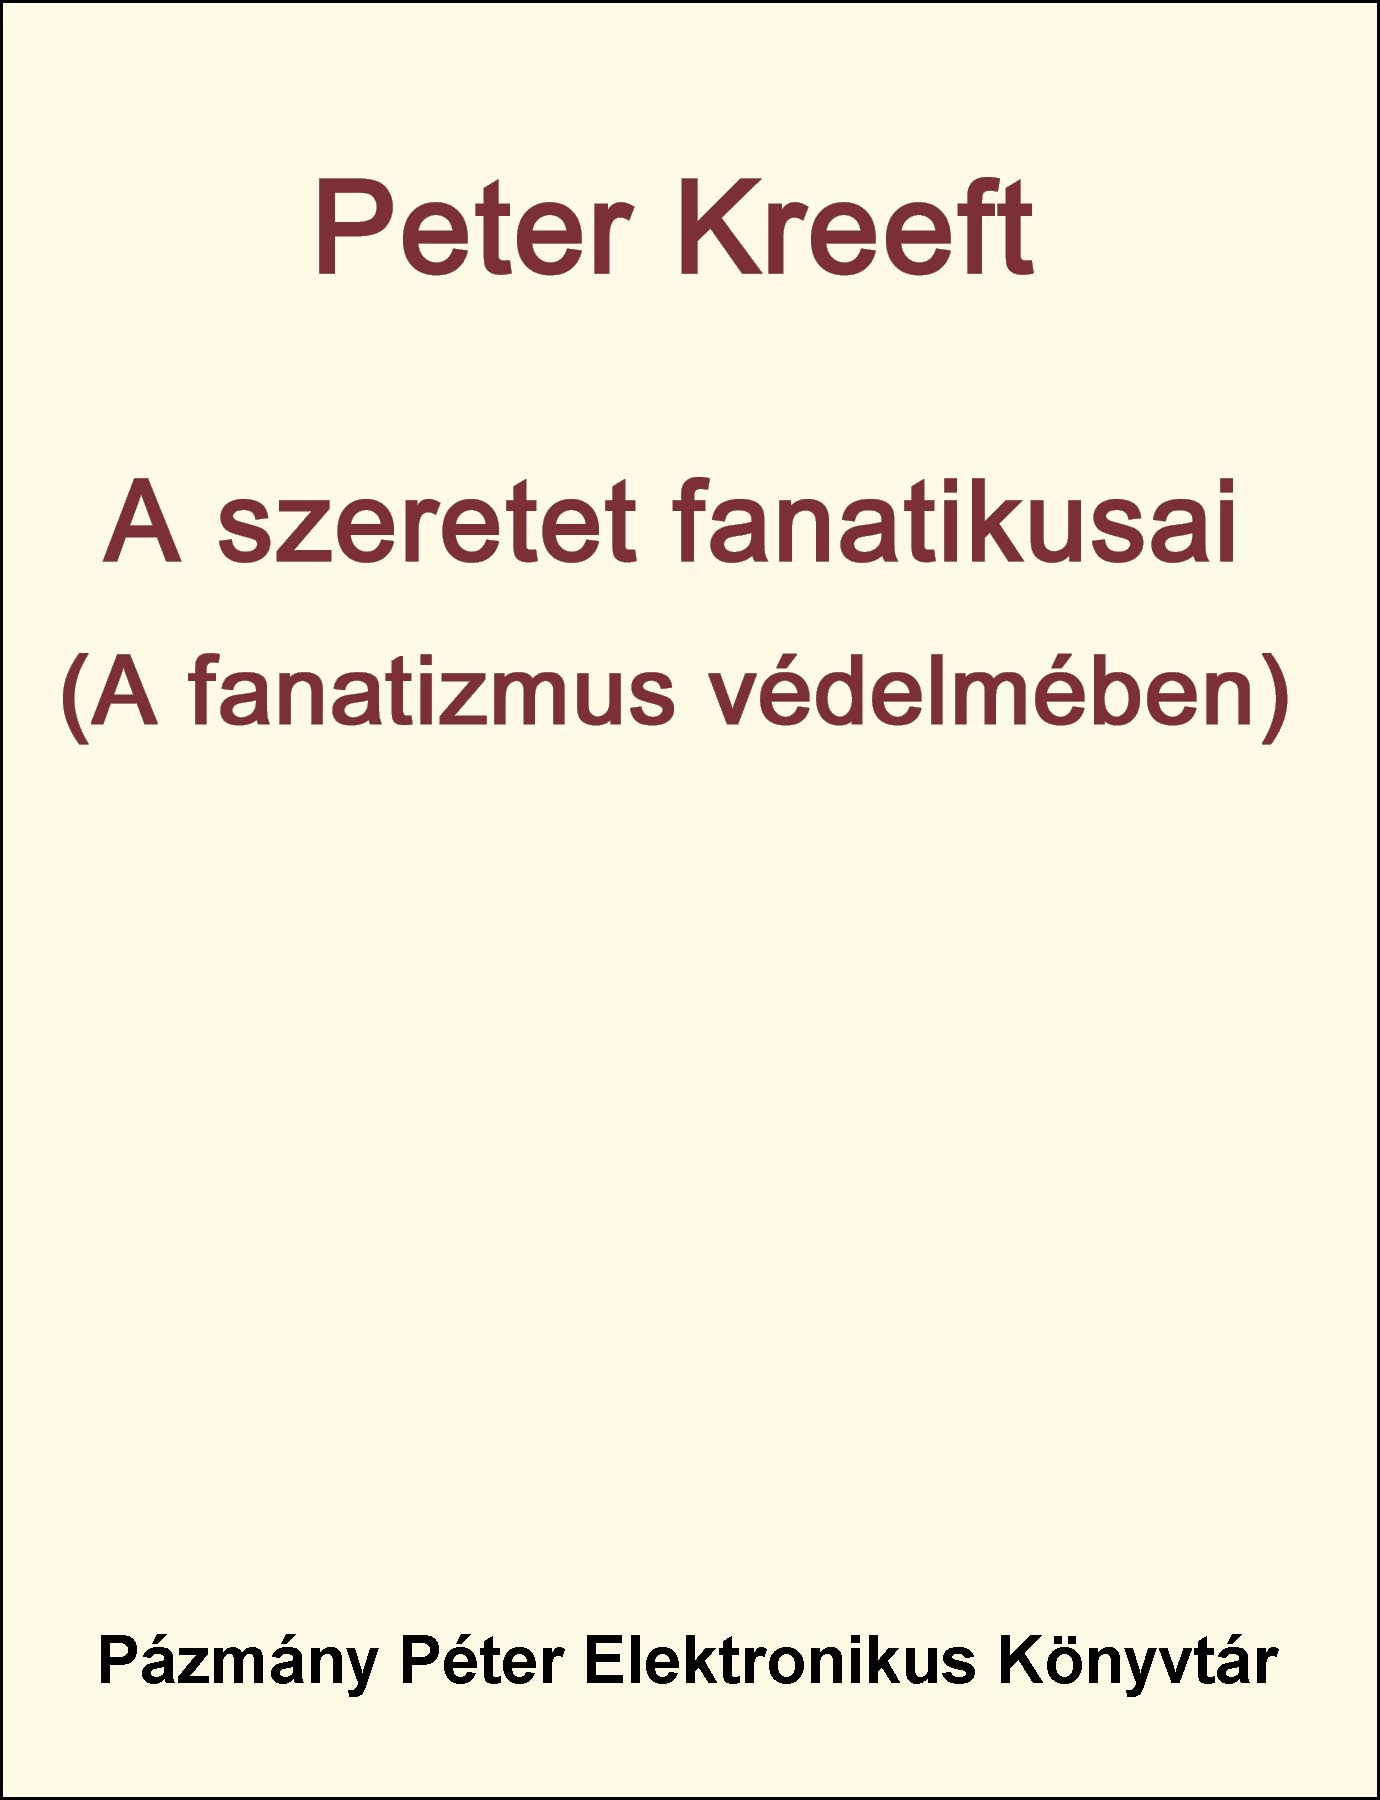 Peter Kreeft
A szeretet fanatikusai
(A fanatizmus védelmében)
Pázmány Péter Elektronikus Könyvtár